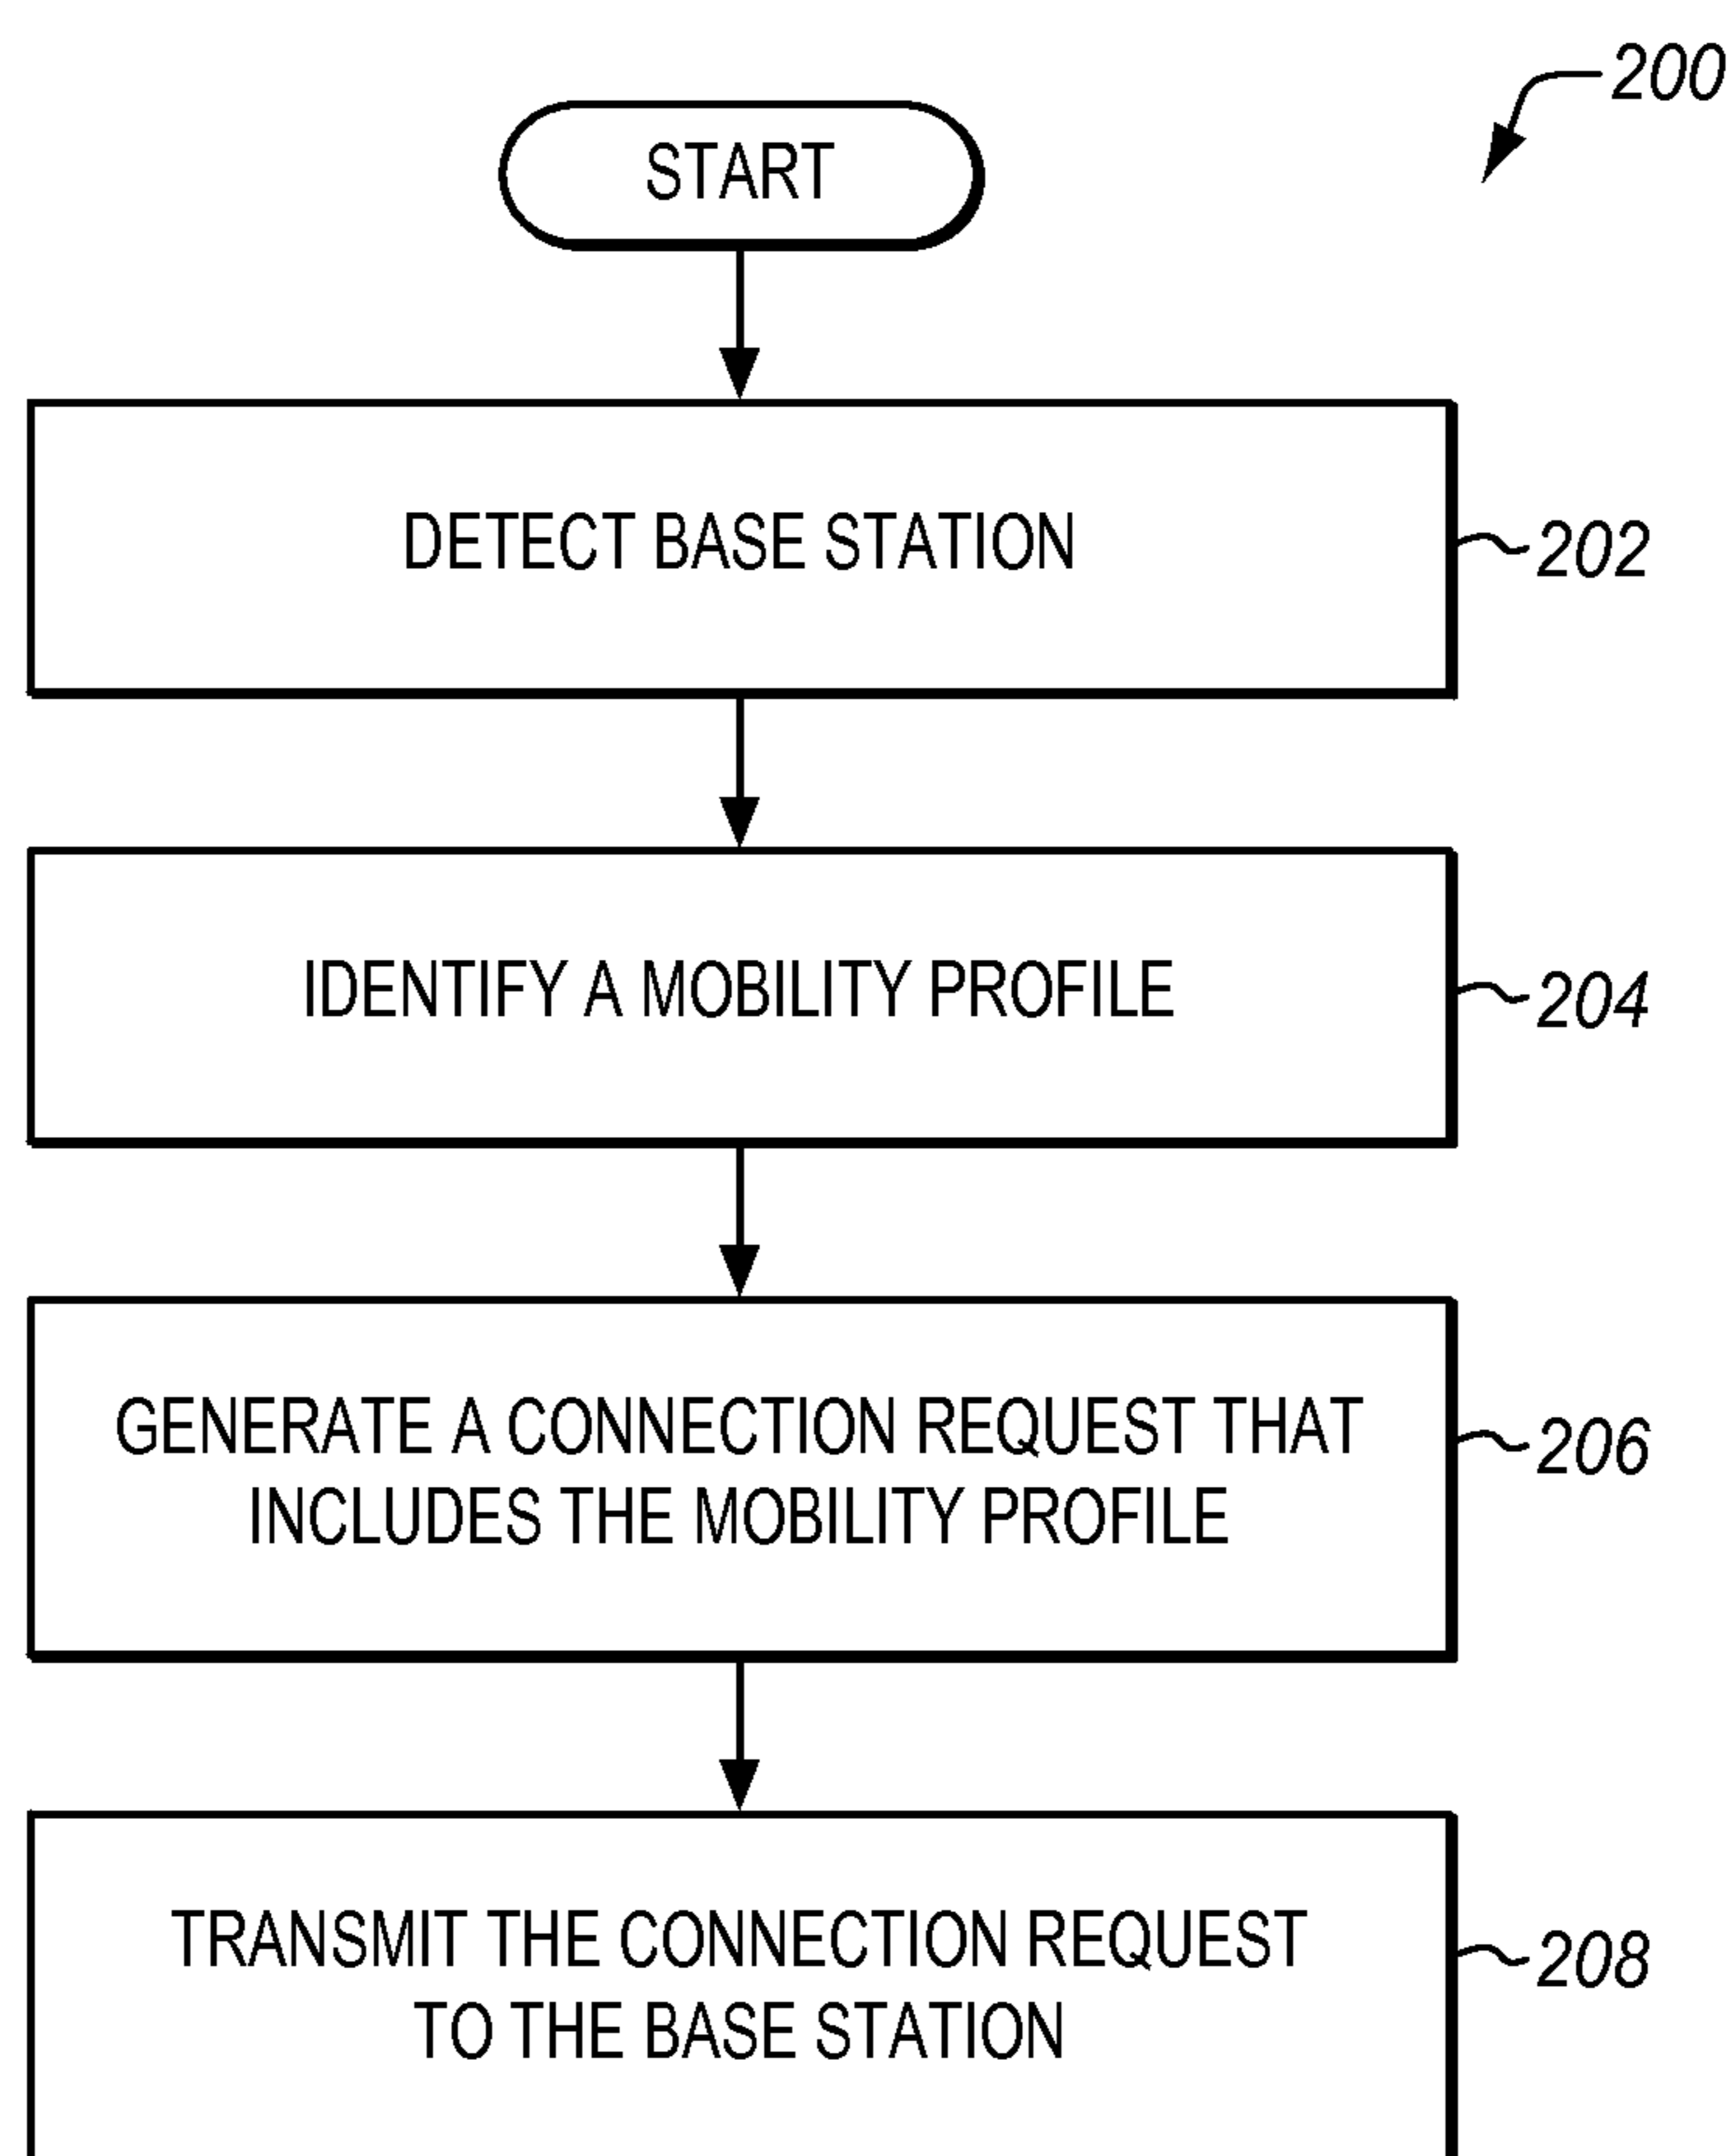 200
START
DETECT BASE STATION
202
IDENTIFY A MOBILITY PROFILE
204
GENERATE A CONNECTION REQUEST THAT
INCLUDES THE MOBILITY PROFILE
206
TRANSMIT THE CONNECTION REQUEST
TO THE BASE STATION
208